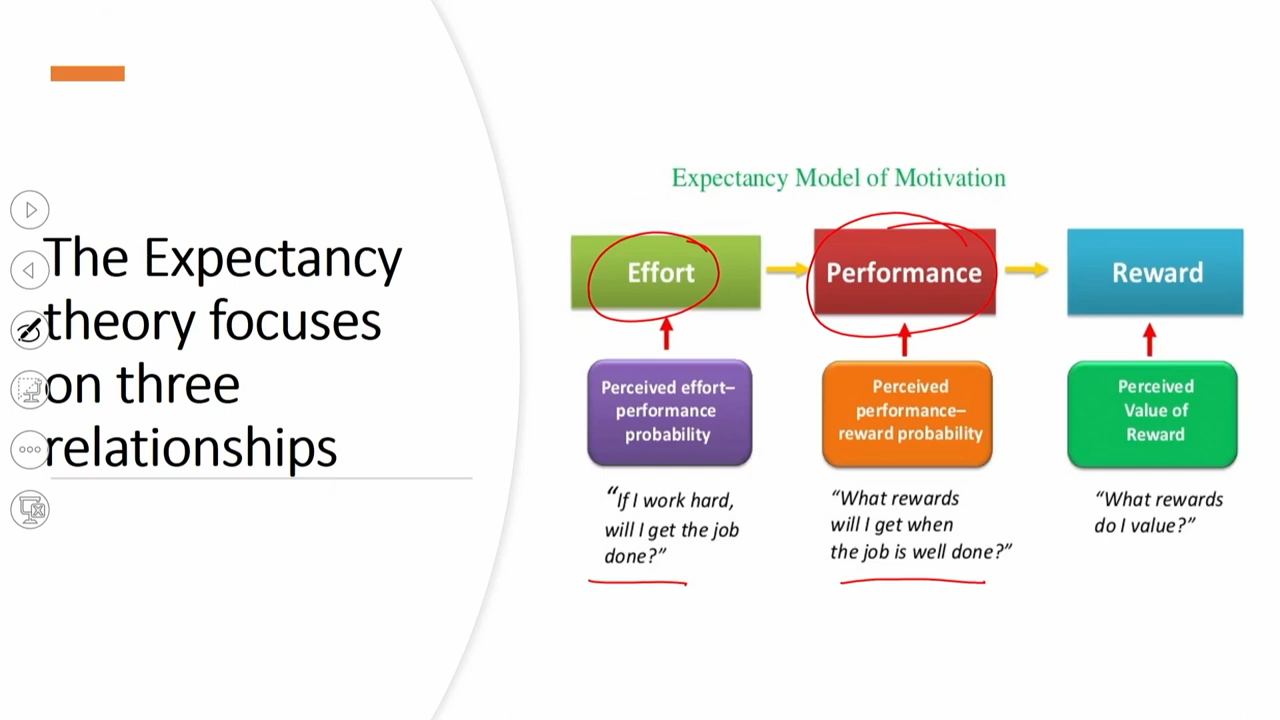 The Expectancy
theory focuses
on three
relationships
Expectancy Model of Motivation
Effort
Performance
Reward
Perceived effort–
performance
probability
Perceived
performance–
reward probability
Perceived
Value of
Reward
“If I work hard,
will I get the job
done?”
“What rewards
will I get when
the job is well done?”
“What rewards
do I value?”